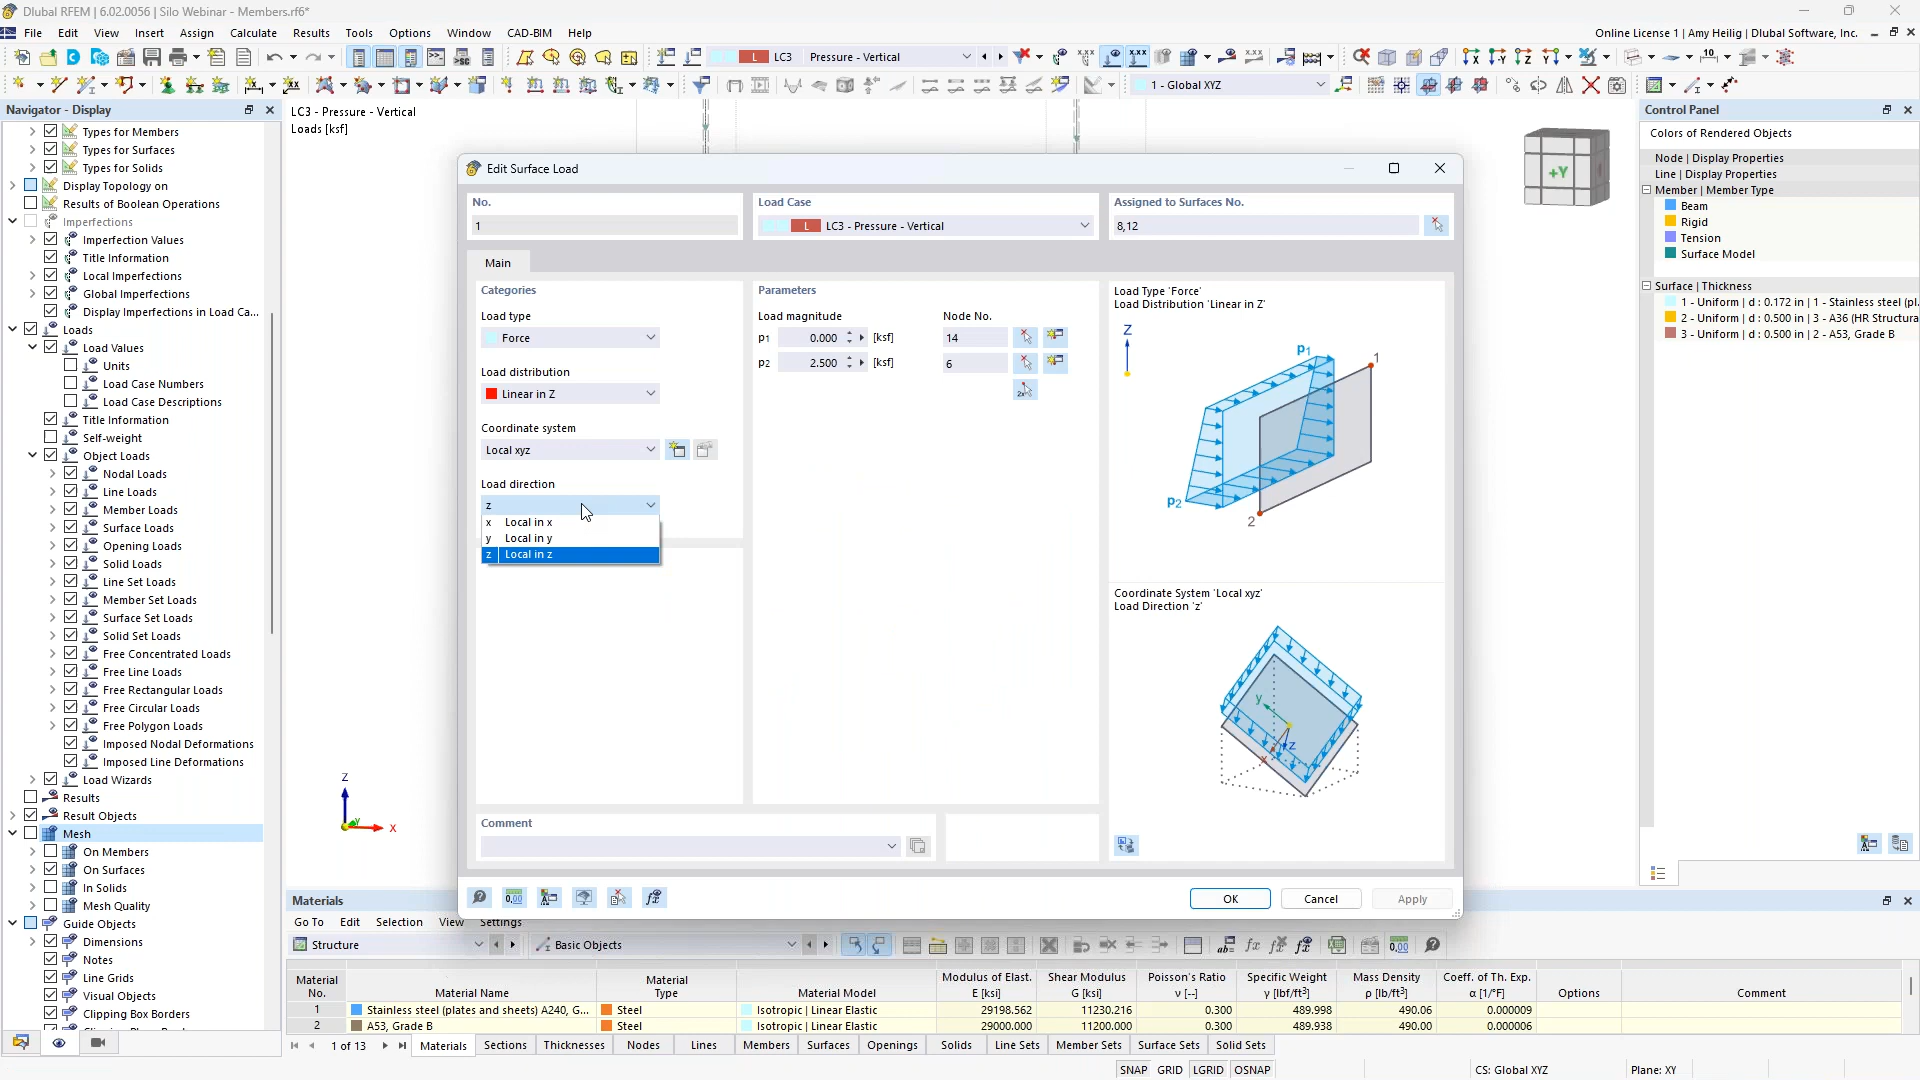 Dlubal RFEM | 6.02.0056 | Silo Webinar - Members.rf6*
File Edit View Insert Assign Calculate Results Tools Options Window CAD-BIM Help
Online License 1 | Amy Heilig | Dlubal Software, Inc.
L LC3 Pressure - Vertical
1 - Global XYZ
Navigator - Display
Types for Members
Types for Surfaces
Types for Solids
Display Topology on
Results of Boolean Operations
Imperfections
Imperfection Values
Title Information
Local Imperfections
Global Imperfections
Display Imperfections in Load Ca...
Loads
Load Values
Units
Load Case Numbers
Load Case Descriptions
Title Information
Self-weight
Object Loads
Nodal Loads
Line Loads
Member Loads
Surface Loads
Opening Loads
Solid Loads
Line Set Loads
Member Set Loads
Surface Set Loads
Solid Set Loads
Free Concentrated Loads
Free Line Loads
Free Rectangular Loads
Free Circular Loads
Free Polygon Loads
Imposed Nodal Deformations
Imposed Line Deformations
Load Wizards
Results
Result Objects
Mesh
On Members
On Surfaces
In Solids
Mesh Quality
Guide Objects
Dimensions
Notes
Line Grids
Visual Objects
Clipping Box Borders
LC3 - Pressure - Vertical
Loads [ksf]
+Y
Z
Y
X
Edit Surface Load
No.
1
Load Case
L LC3 - Pressure - Vertical
Assigned to Surfaces No.
8,12
Main
Categories
Load type
Force
Load distribution
Linear in Z
Coordinate system
Local xyz
Load direction
z
x Local in x
y Local in y
z Local in z
Parameters
Load magnitude
Node No.
p1 0.000 [ksf] 14
p2 2.500 [ksf] 6
Load Type 'Force'
Load Distribution 'Linear in Z'
Z
p1
1
p2
2
Coordinate System 'Local xyz'
Load Direction 'z'
y
z
x
Comment
OK Cancel Apply
Control Panel
Colors of Rendered Objects
Node | Display Properties
Line | Display Properties
Member | Member Type
Beam
Rigid
Tension
Surface Model
Surface | Thickness
1 - Uniform | d : 0.172 in | 1 - Stainless steel (pl.
2 - Uniform | d : 0.500 in | 3 - A36 (HR Structura
3 - Uniform | d : 0.500 in | 2 - A53, Grade B
Materials
Go To Edit Selection View Settings
Structure
Basic Objects
Material No. Material Name Material Type Material Model Modulus of Elast. E [ksi] Shear Modulus G [ksi] Poisson's Ratio ν [--] Specific Weight γ [lbf/ft³] Mass Density ρ [lb/ft³] Coeff. of Th. Exp. α [1/°F] Options Comment
1 Stainless steel (plates and sheets) A240, G... Steel Isotropic | Linear Elastic 29198.562 11230.216 0.300 489.998 490.06 0.000009
2 A53, Grade B Steel Isotropic | Linear Elastic 29000.000 11200.000 0.300 489.938 490.00 0.000006
1 of 13 Materials Sections Thicknesses Nodes Lines Members Surfaces Openings Solids Line Sets Member Sets Surface Sets Solid Sets
SNAP GRID LGRID OSNAP CS: Global XYZ Plane: XY